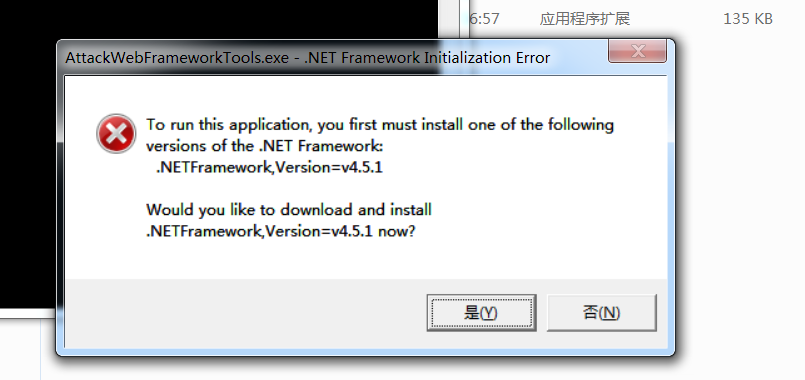 6:57 应用程序扩展 135 KB
AttackWebFrameworkTools.exe - .NET Framework Initialization Error
To run this application, you first must install one of the following
versions of the .NET Framework:
.NETFramework,Version=v4.5.1
Would you like to download and install
.NETFramework,Version=v4.5.1 now?
是(Y) 否(N)